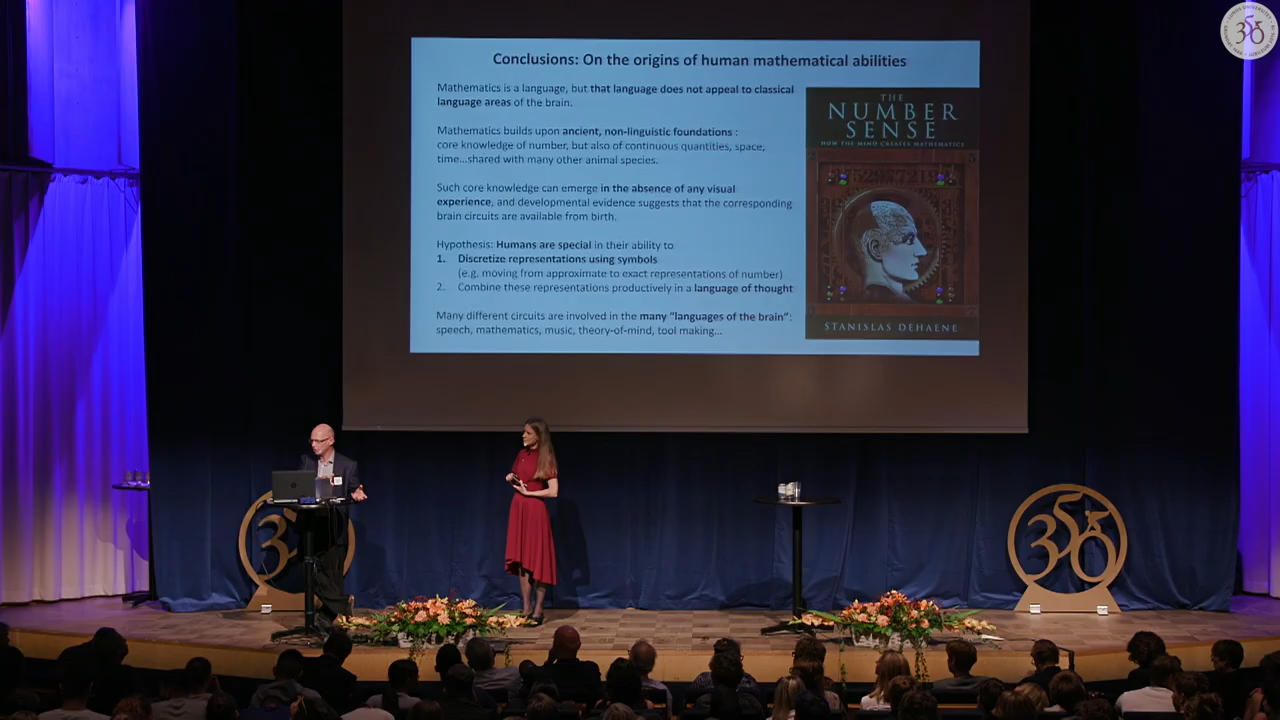 Conclusions: On the origins of human mathematical abilities
Mathematics is a language, but that language does not appeal to classical
language areas of the brain.
Mathematics builds upon ancient, non-linguistic foundations :
core knowledge of number, but also of continuous quantities, space,
time...shared with many other animal species.
Such core knowledge can emerge in the absence of any visual
experience, and developmental evidence suggests that the corresponding
brain circuits are available from birth.
Hypothesis: Humans are special in their ability to
1. Discretize representations using symbols
(e.g. moving from approximate to exact representations of number)
2. Combine these representations productively in a language of thought
Many different circuits are involved in the many "languages of the brain":
speech, mathematics, music, theory-of-mind, tool making...
THE
NUMBER
SENSE
HOW THE MIND CREATES MATHEMATICS
STANISLAS DEHAENE
350
350
350